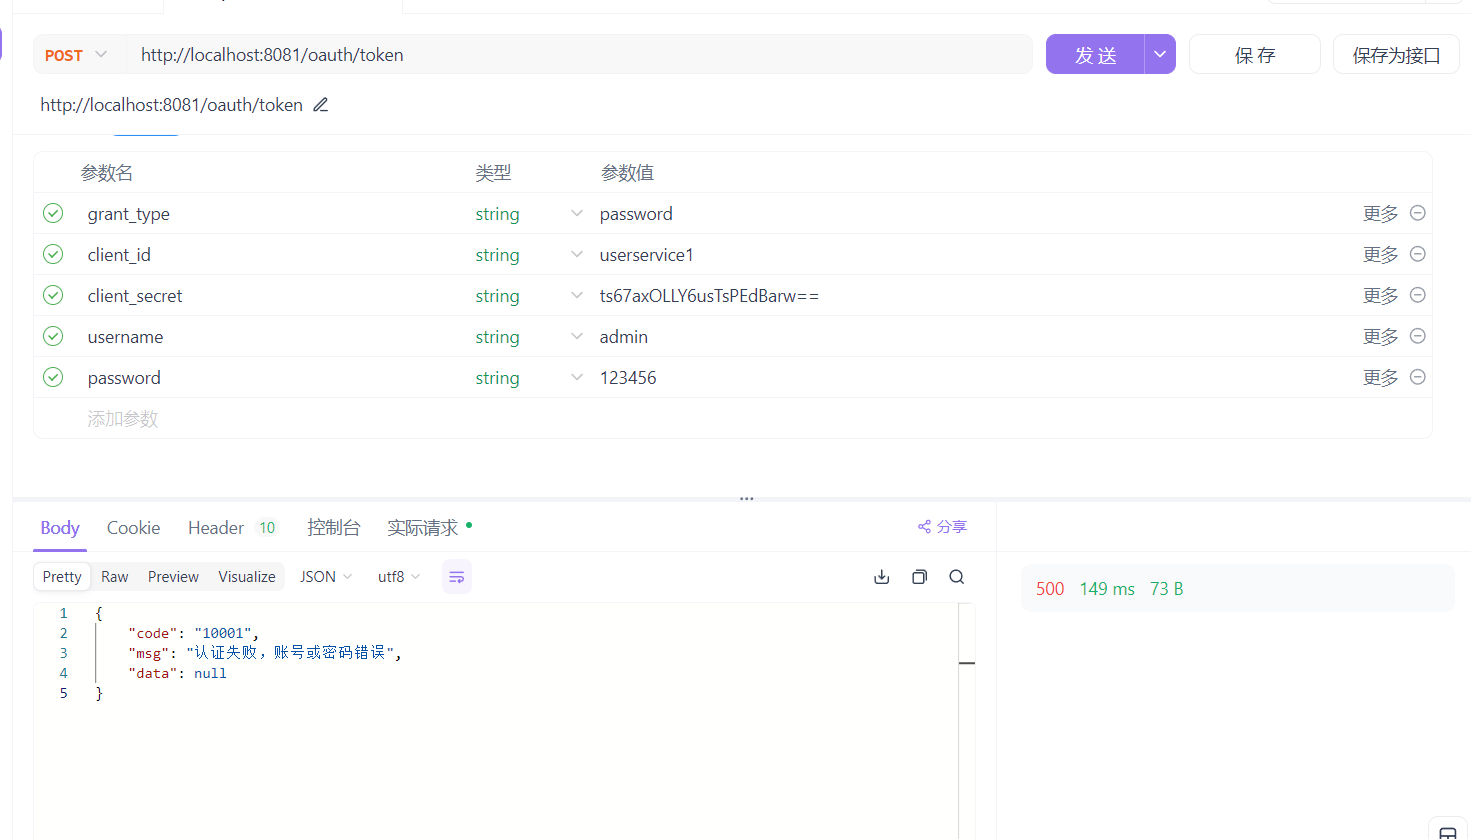 POST http://localhost:8081/oauth/token 发送 保存 保存为接口
http://localhost:8081/oauth/token
参数名 类型 参数值
grant_type string password 更多
client_id string userservice1 更多
client_secret string ts67axOLLY6usTsPEdBarw== 更多
username string admin 更多
password string 123456 更多
添加参数
Body Cookie Header 10 控制台 实际请求 分享
Pretty Raw Preview Visualize JSON utf8
500 149 ms 73 B
1 {
2 "code": "10001",
3 "msg": "认证失败，账号或密码错误",
4 "data": null
5 }